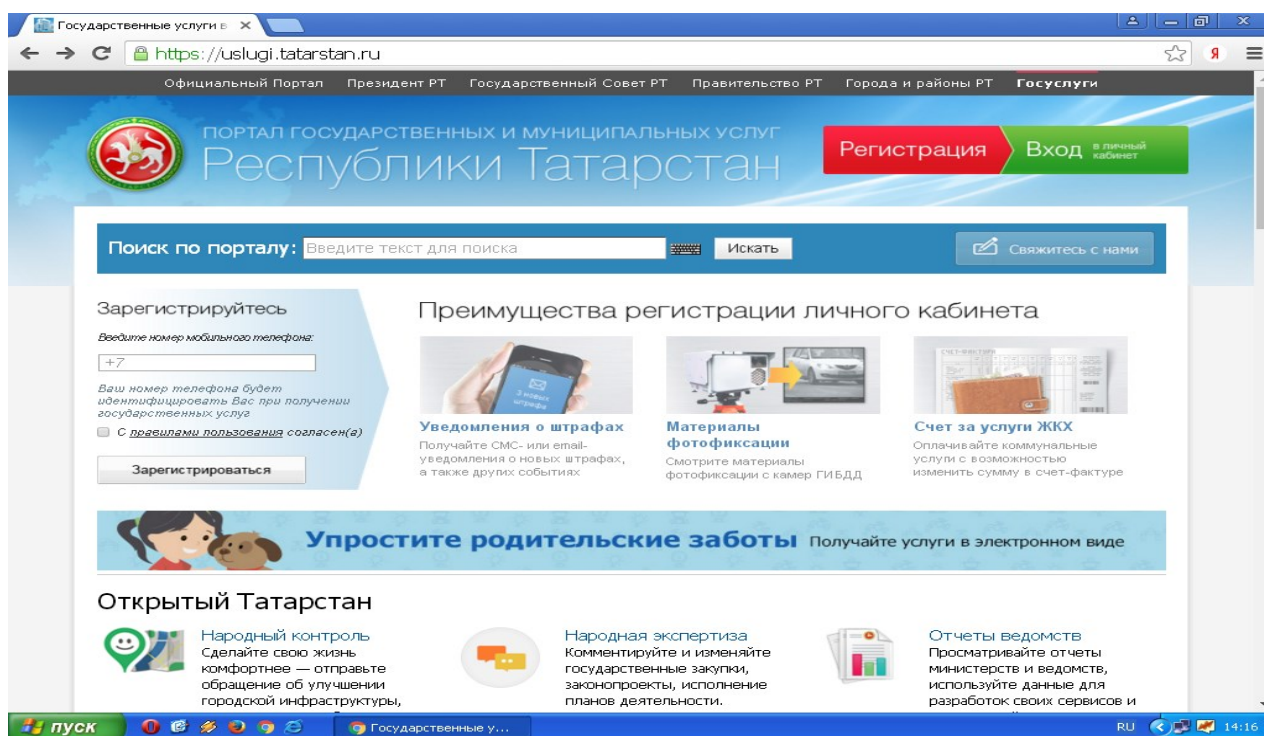 Государственные услуги в
https://uslugi.tatarstan.ru
Я
Официальный Портал Президент РТ Государственный Совет РТ Правительство РТ Города и районы РТ Госуслуги
ПОРТАЛ ГОСУДАРСТВЕННЫХ И МУНИЦИПАЛЬНЫХ УСЛУГ
Республики Татарстан
Регистрация
Вход в личный кабинет
Поиск по порталу: Введите текст для поиска Искать
Свяжитесь с нами
Зарегистрируйтесь
Введите номер мобильного телефона:
+7
Ваш номер телефона будет
идентифицировать Вас при получении
государственных услуг
С правилами пользования согласен(а)
Зарегистрироваться
Преимущества регистрации личного кабинета
3 новых
штрафа
Уведомления о штрафах
Получайте СМС- или email-
уведомления о новых штрафах,
а также других событиях
Материалы
фотофиксации
Смотрите материалы
фотофиксации с камер ГИБДД
СЧЕТ-ФАКТУРА
Счет за услуги ЖКХ
Оплачивайте коммунальные
услуги с возможностью
изменить сумму в счет-фактуре
Упростите родительские заботы Получайте услуги в электронном виде
Открытый Татарстан
Народный контроль
Сделайте свою жизнь
комфортнее — отправьте
обращение об улучшении
городской инфраструктуры,
Народная экспертиза
Комментируйте и изменяйте
государственные закупки,
законопроекты, исполнение
планов деятельности.
Отчеты ведомств
Просматривайте отчеты
министерств и ведомств,
используйте данные для
разработок своих сервисов и
пуск
Государственные у...
RU
14:16